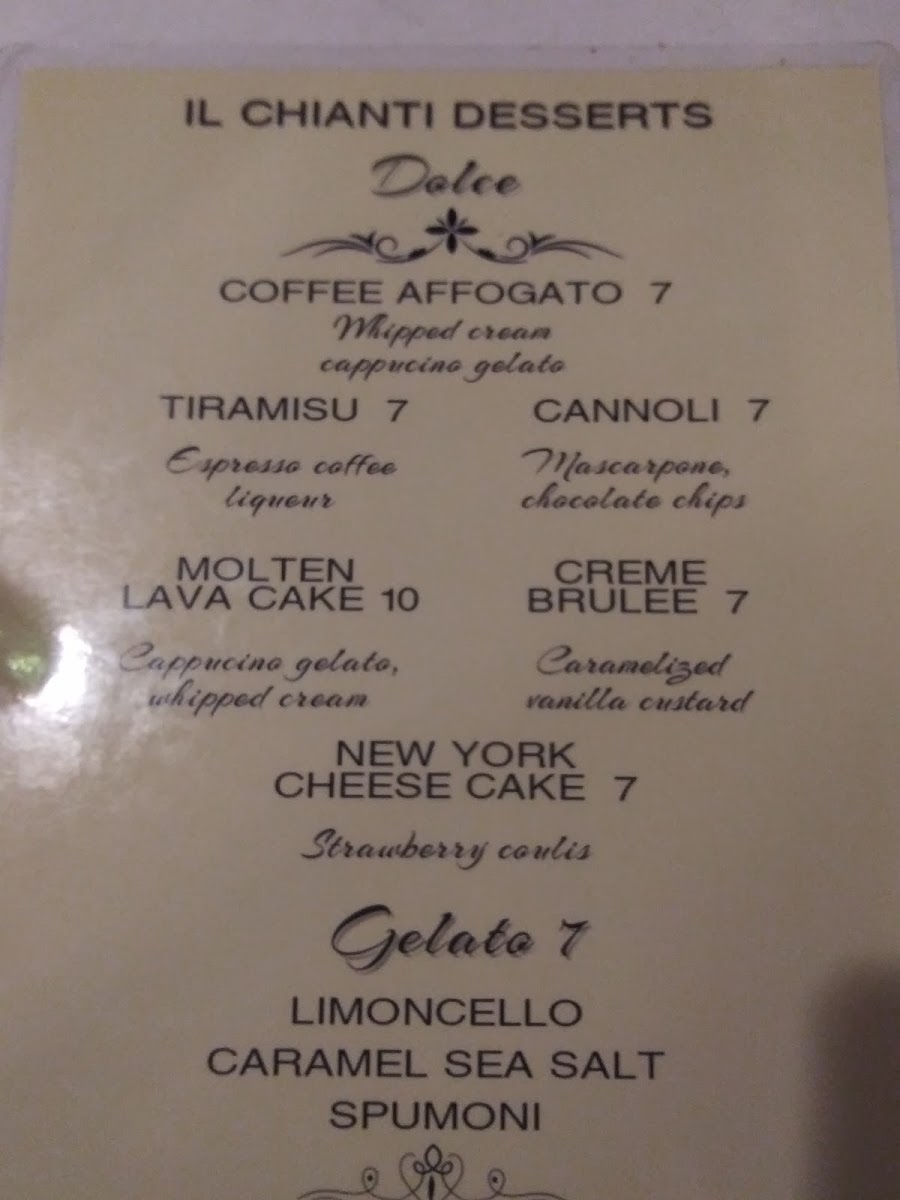 IL CHIANTI DESSERTS
Dolce
COFFEE AFFOGATO 7
Whipped cream
cappucino gelato
TIRAMISU 7
Espresso coffee
liqueur
CANNOLI 7
Mascarpone,
chocolate chips
MOLTEN
LAVA CAKE 10
Cappucino gelato,
whipped cream
CREME
BRULEE 7
Caramelized
vanilla custard
NEW YORK
CHEESE CAKE 7
Strawberry coulis
Gelato 7
LIMONCELLO
CARAMEL SEA SALT
SPUMONI